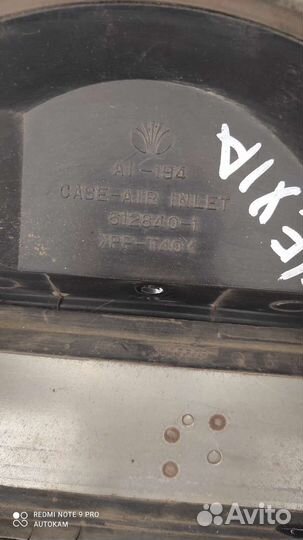 AI-194
CASE-AIR INLET
512840-1
NEXIA
REDMI NOTE 9 PRO
AUTOKAM
Avito